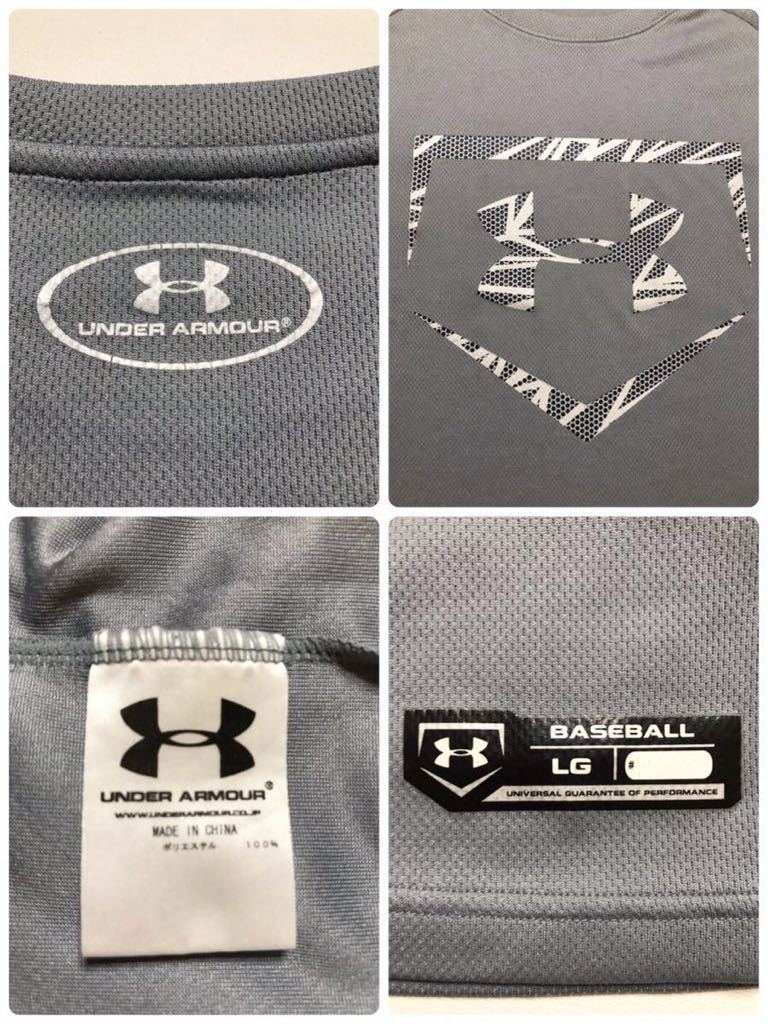 UNDER ARMOUR®
UNDER ARMOUR®
WWW.UNDERARMOUR.CO.JP
MADE IN CHINA
ポリエステル 100%
BASEBALL
LG #
UNIVERSAL GUARANTEE OF PERFORMANCE